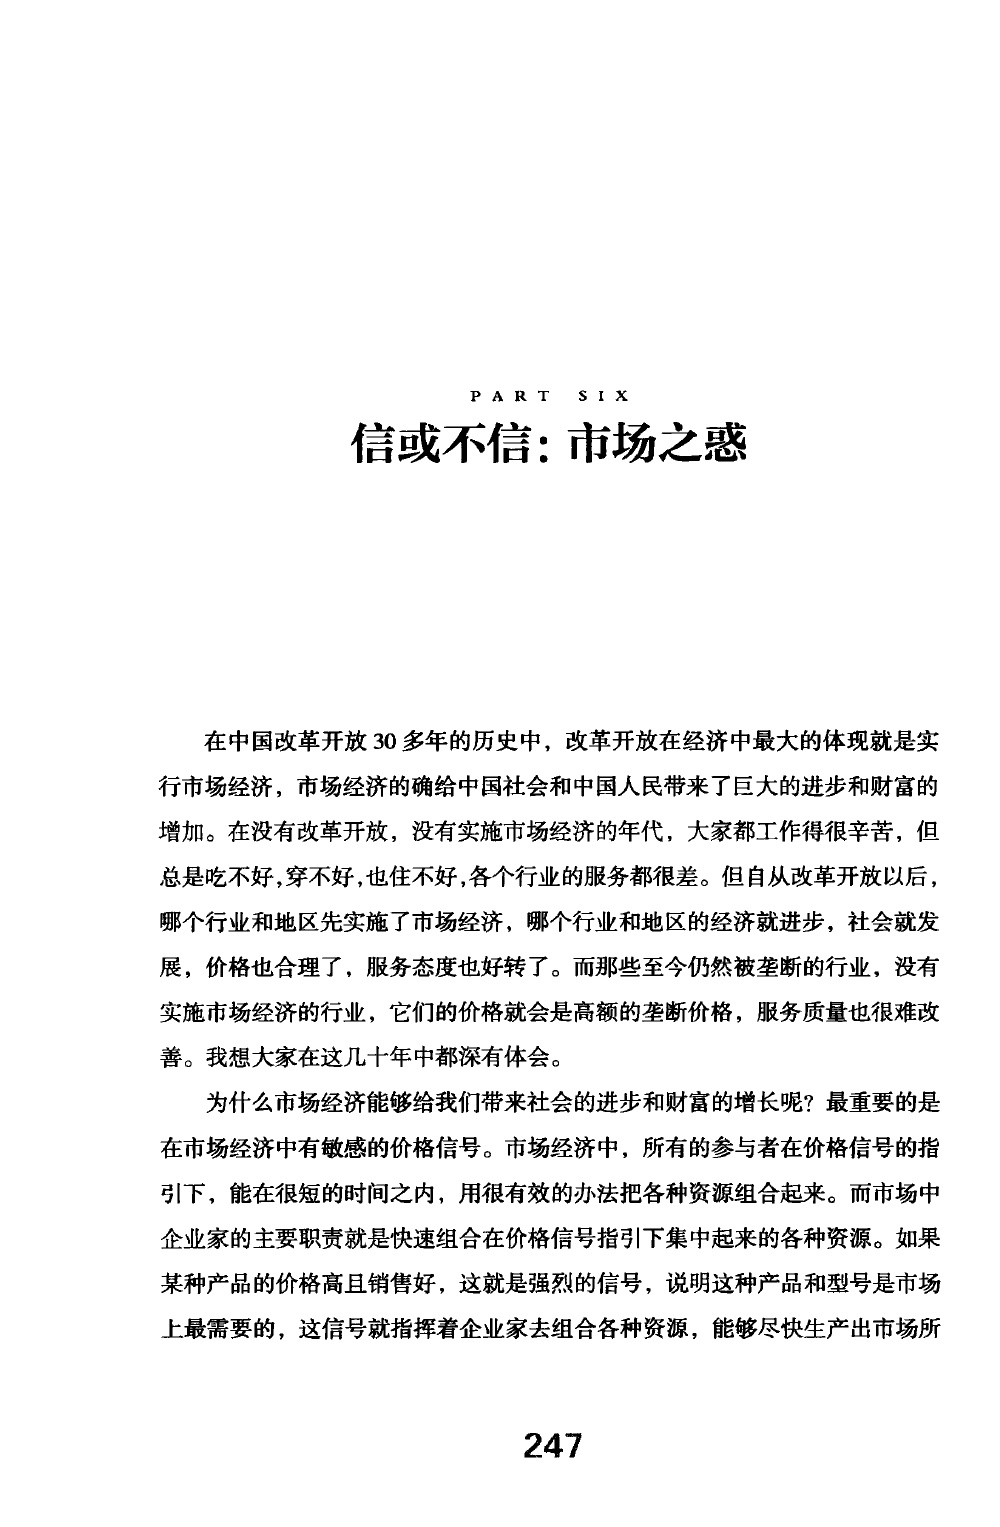 PART SIX
信或不信：市场之惑
在中国改革开放30多年的历史中，改革开放在经济中最大的体现就是实
行市场经济，市场经济的确给中国社会和中国人民带来了巨大的进步和财富的
增加。在没有改革开放，没有实施市场经济的年代，大家都工作得很辛苦，但
总是吃不好，穿不好，也住不好，各个行业的服务都很差。但自从改革开放以后，
哪个行业和地区先实施了市场经济，哪个行业和地区的经济就进步，社会就发
展，价格也合理了，服务态度也好转了。而那些至今仍然被垄断的行业，没有
实施市场经济的行业，它们的价格就会是高额的垄断价格，服务质量也很难改
善。我想大家在这几十年中都深有体会。
为什么市场经济能够给我们带来社会的进步和财富的增长呢？最重要的是
在市场经济中有敏感的价格信号。市场经济中，所有的参与者在价格信号的指
引下，能在很短的时间之内，用很有效的办法把各种资源组合起来。而市场中
企业家的主要职责就是快速组合在价格信号指引下集中起来的各种资源。如果
某种产品的价格高且销售好，这就是强烈的信号，说明这种产品和型号是市场
上最需要的，这信号就指挥着企业家去组合各种资源，能够尽快生产出市场所
247